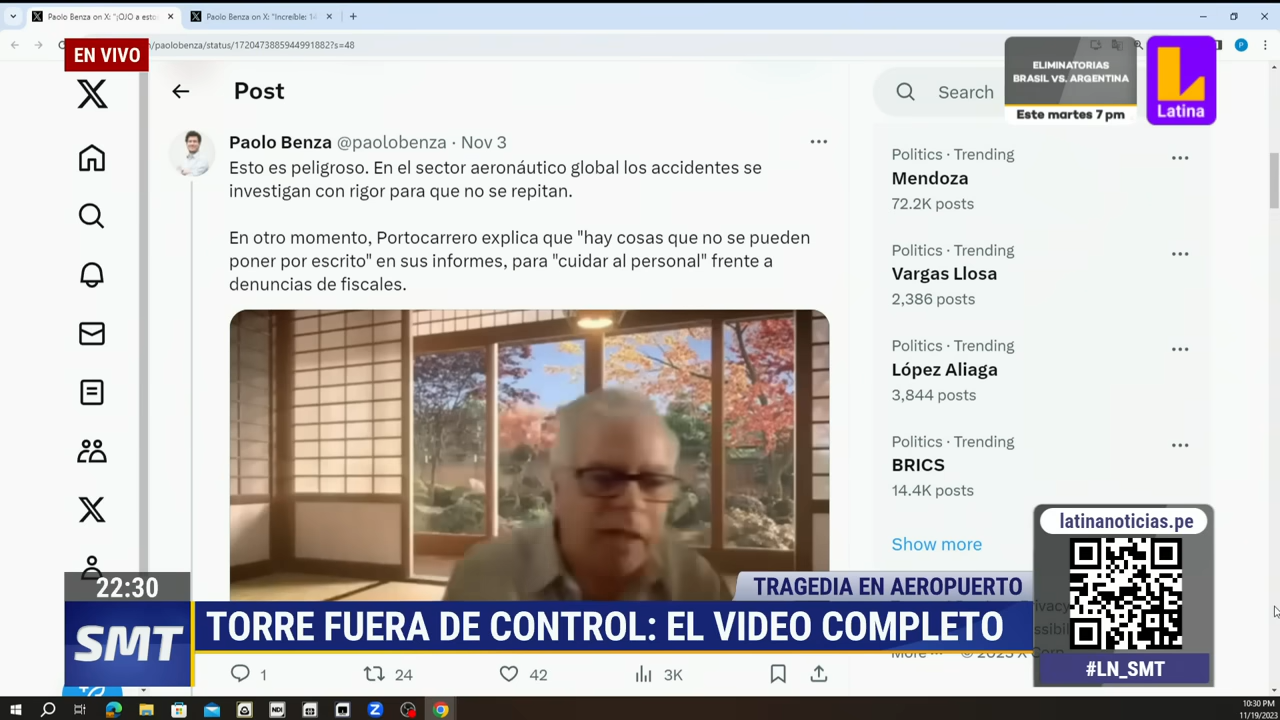 Paolo Benza on X: "¡OJO a esto
Paolo Benza on X: "Increíble: 14
/paolobenza/status/1720473885944991882?s=48
EN VIVO
ELIMINATORIAS
BRASIL VS. ARGENTINA
Este martes 7 pm
Latina
Post
Search
Paolo Benza @paolobenza · Nov 3
Esto es peligroso. En el sector aeronáutico global los accidentes se
investigan con rigor para que no se repitan.
En otro momento, Portocarrero explica que "hay cosas que no se pueden
poner por escrito" en sus informes, para "cuidar al personal" frente a
denuncias de fiscales.
1
24
42
3K
Politics · Trending
Mendoza
72.2K posts
Politics · Trending
Vargas Llosa
2,386 posts
Politics · Trending
López Aliaga
3,844 posts
Politics · Trending
BRICS
14.4K posts
Show more
More
latinanoticias.pe
#LN_SMT
22:30
SMT
TRAGEDIA EN AEROPUERTO
TORRE FUERA DE CONTROL: EL VIDEO COMPLETO
10:30 PM
11/19/2023